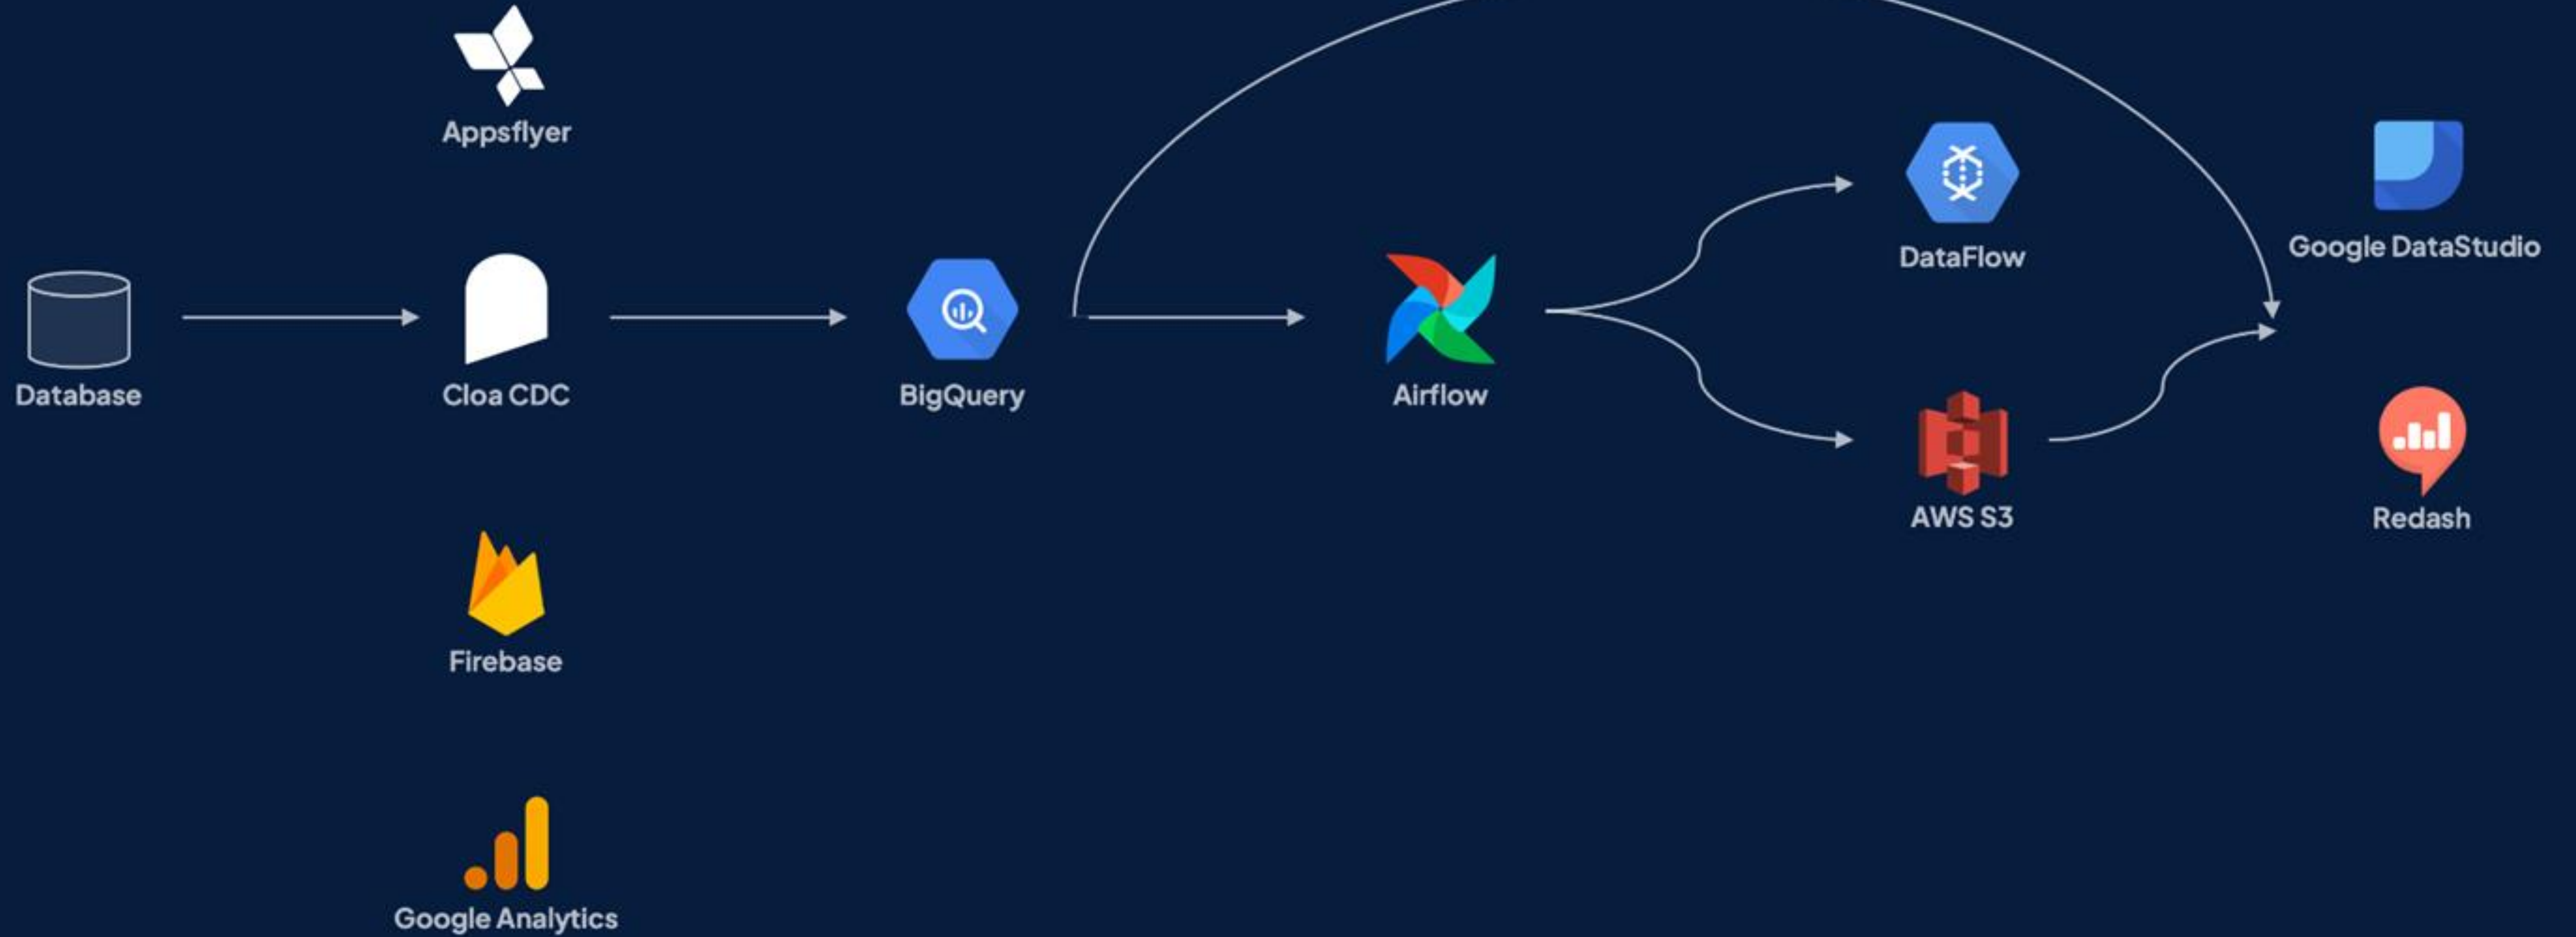 Appsflyer
DataFlow
Google DataStudio
Database
Cloa CDC
BigQuery
Airflow
AWS S3
Redash
Firebase
Google Analytics